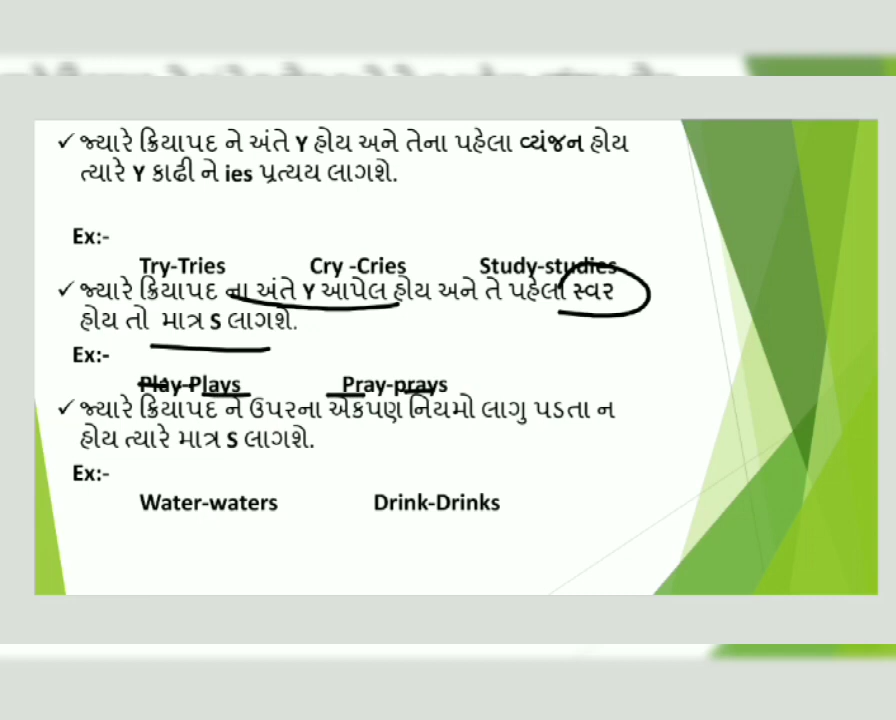 ✓ જ્યારે ક્રિયાપદ ને અંતે Y હોય અને તેના પહેલા વ્યંજન હોય
ત્યારે Y કાઢી ને ies પ્રત્યય લાગશે.
Ex:-
Try-Tries Cry -Cries Study-studies
✓ જ્યારે ક્રિયાપદ ના અંતે Y આપેલ હોય અને તે પહેલા સ્વર
હોય તો માત્ર S લાગશે.
Ex:-
Play-Plays Pray-prays
✓ જ્યારે ક્રિયાપદ ને ઉપરના એકપણ નિયમો લાગુ પડતા ન
હોય ત્યારે માત્ર S લાગશે.
Ex:-
Water-waters Drink-Drinks